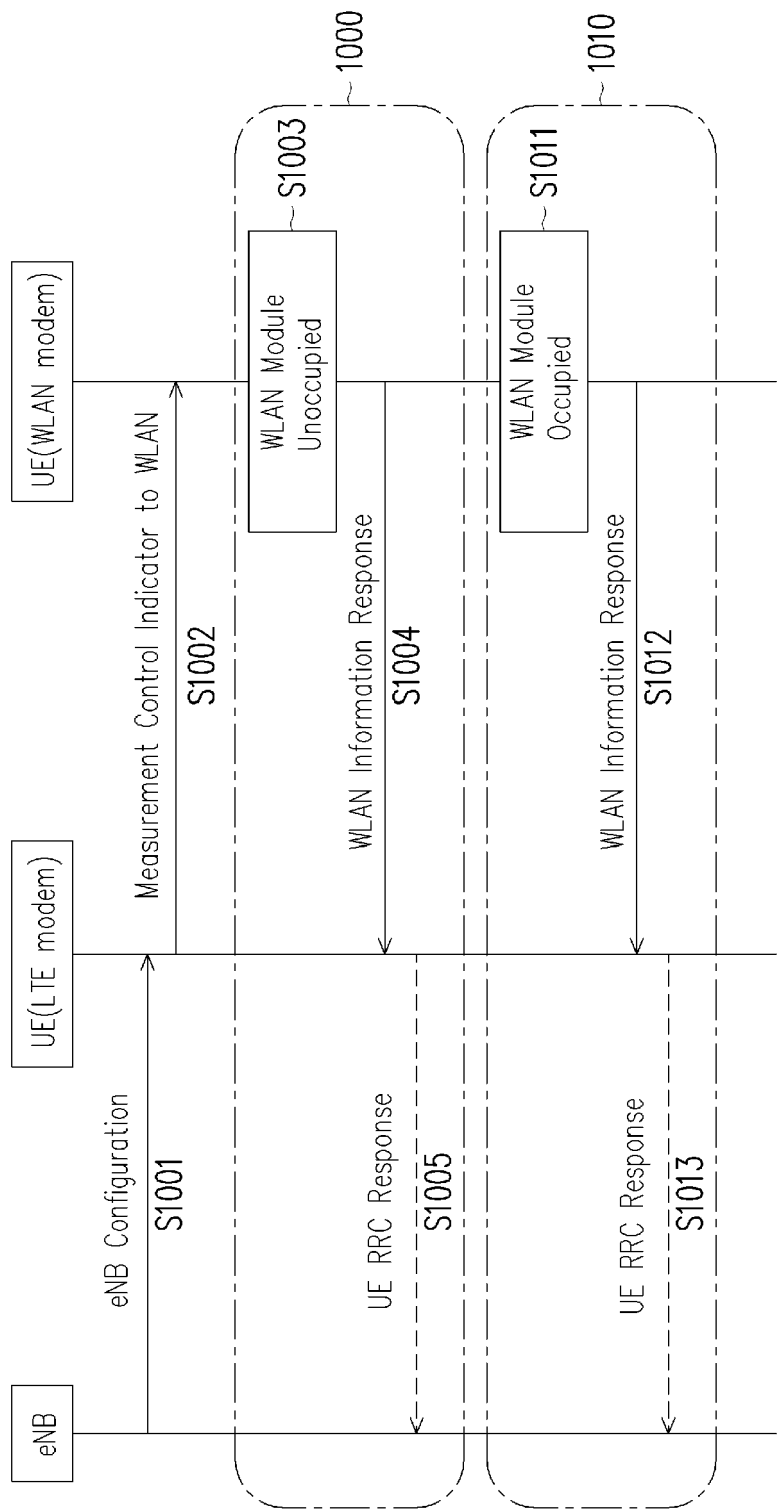 eNB
UE(LTE modem)
UE(WLAN modem)
eNB Configuration
S1001
Measurement Control Indicator to WLAN
S1002
WLAN Module
Unoccupied
S1003
1000
WLAN Information Response
S1004
UE RRC Response
S1005
WLAN Module
Occupied
S1011
1010
WLAN Information Response
S1012
UE RRC Response
S1013